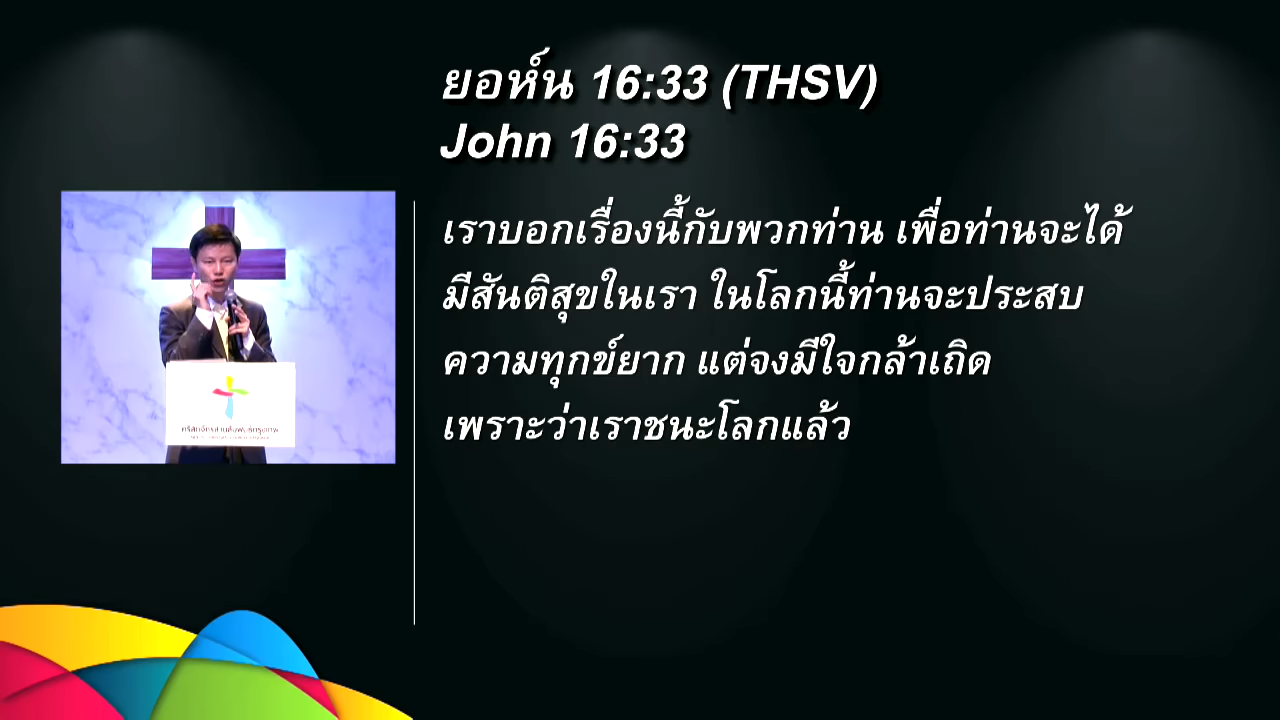 ยอห์น 16:33 (THSV)
John 16:33
เราบอกเรื่องนี้กับพวกท่าน เพื่อท่านจะได้
มีสันติสุขในเรา ในโลกนี้ท่านจะประสบ
ความทุกข์ยาก แต่จงมีใจกล้าเถิด
เพราะว่าเราชนะโลกแล้ว